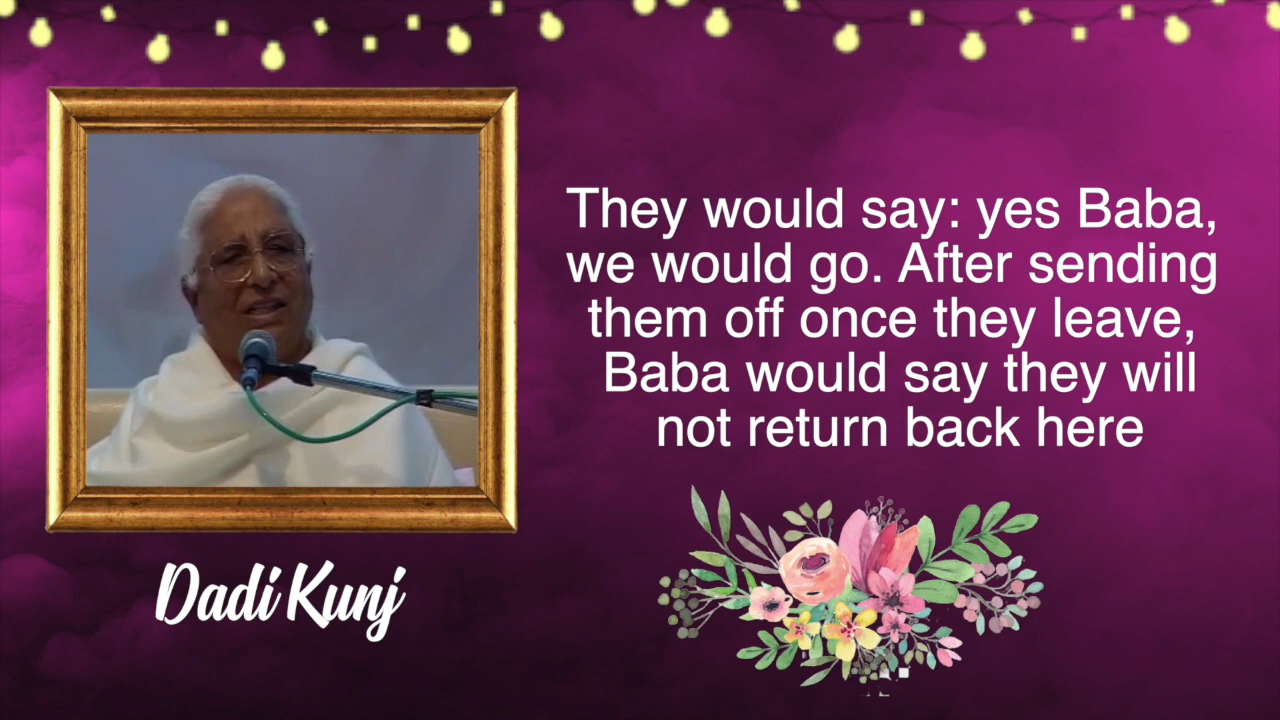 They would say: yes Baba,
we would go. After sending
them off once they leave,
Baba would say they will
not return back here
Dadi Kunj